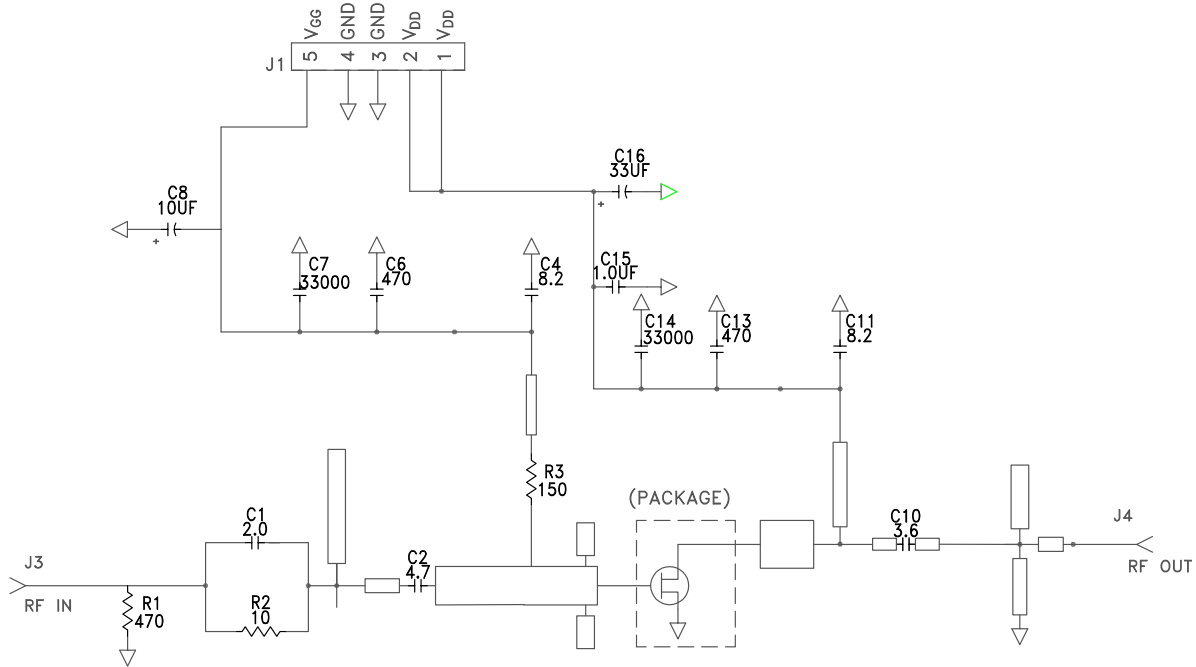 VGG
GND
GND
VDD
VDD
5
4
3
2
1
J1
C16
33UF
+
C8
10UF
+
C7
33000
C6
470
C4
8.2
C15
1.0UF
C14
33000
C13
470
C11
8.2
R3
150
(PACKAGE)
C1
2.0
C10
3.6
J4
RF OUT
J3
RF IN
C2
4.7
R1
470
R2
10